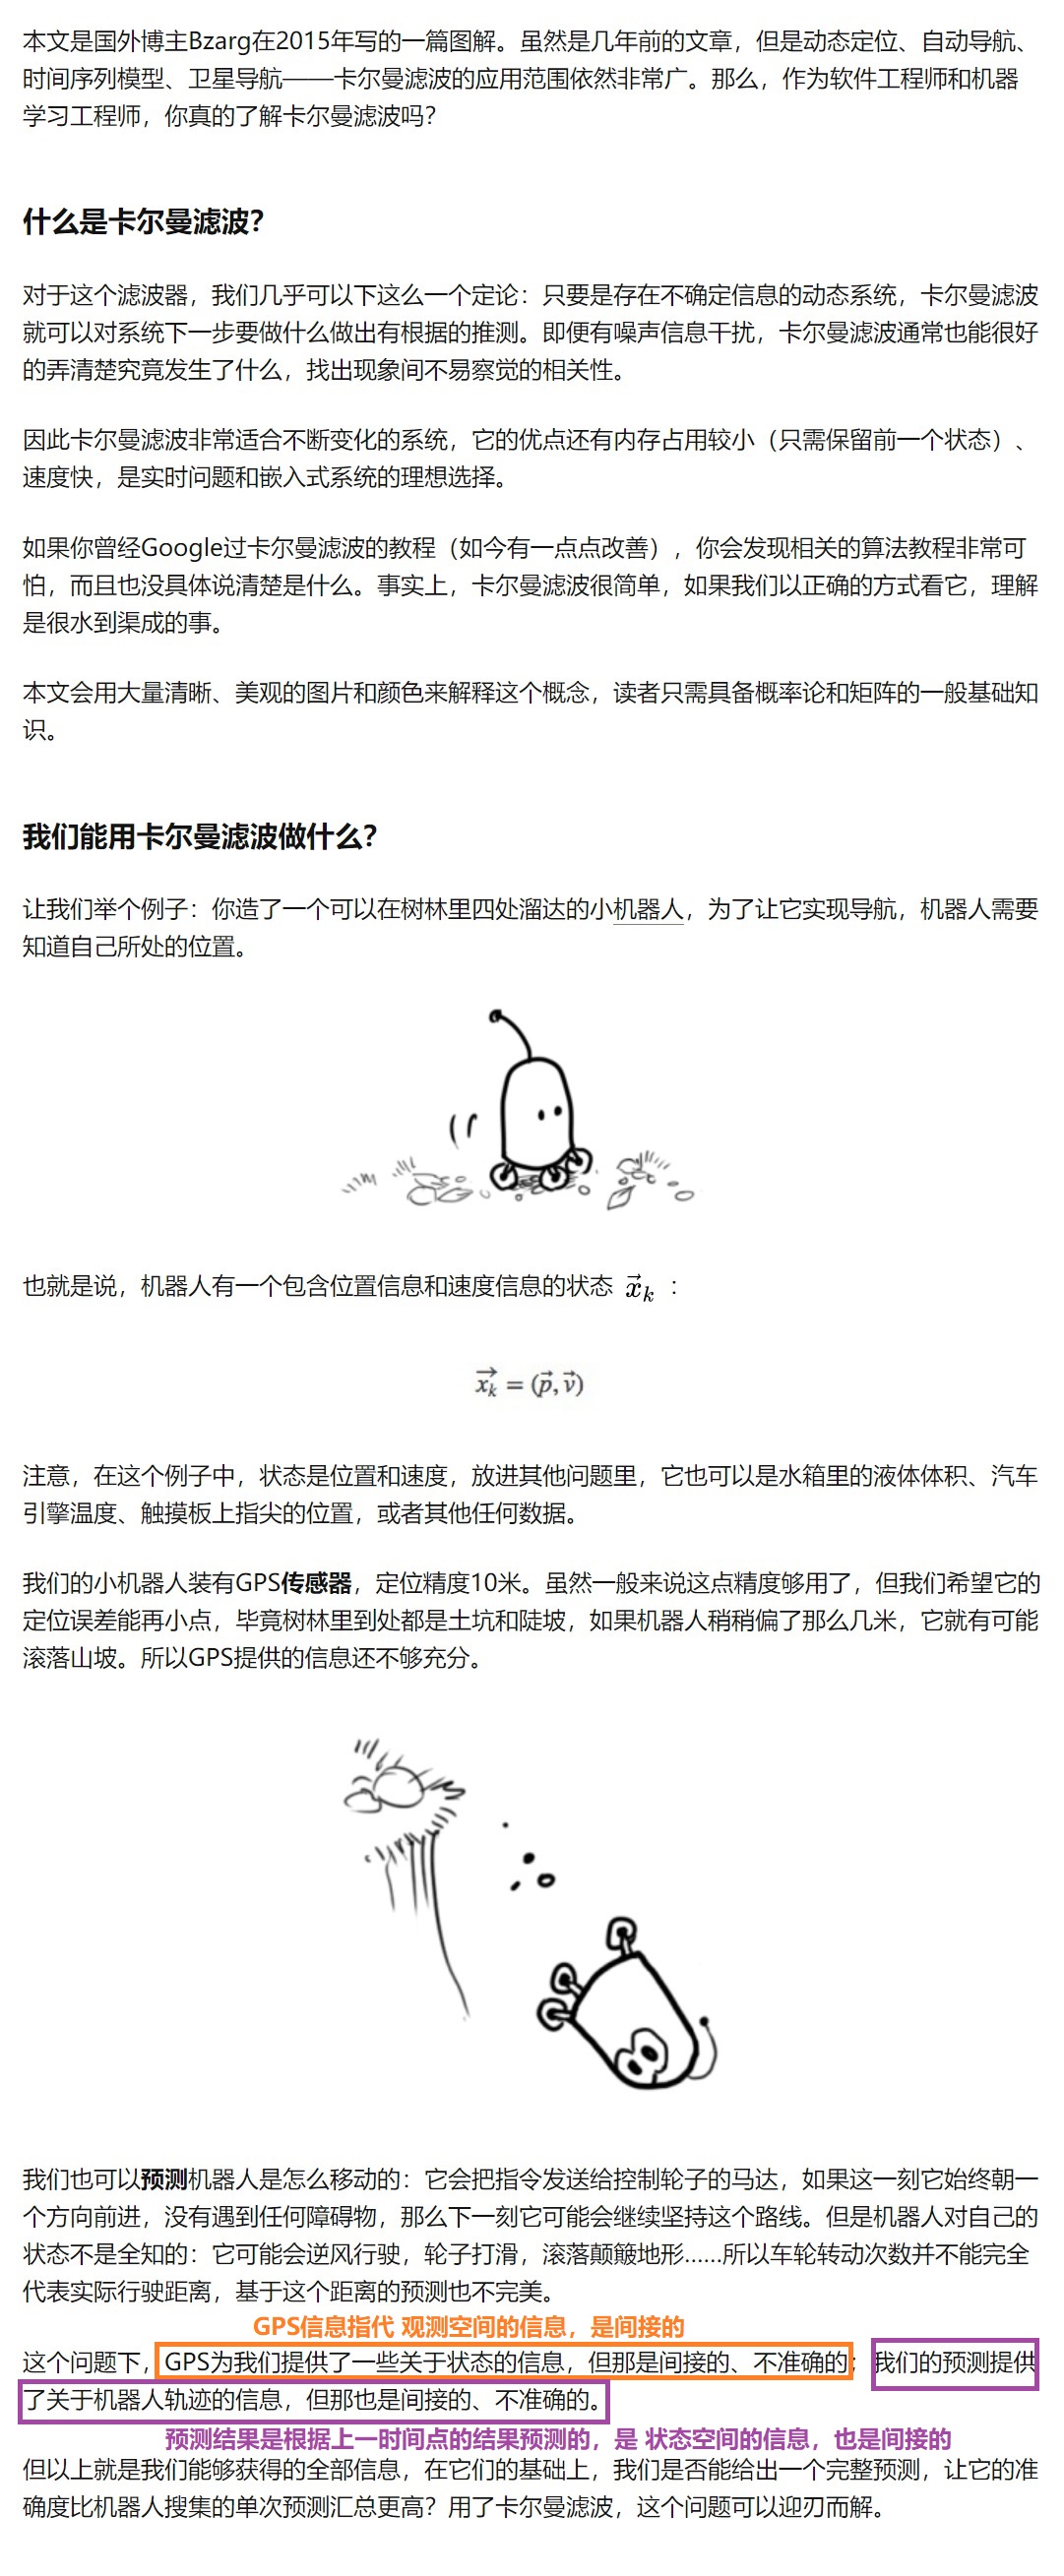 本文是国外博主Bzarg在2015年写的一篇图解。虽然是几年前的文章，但是动态定位、自动导航、
时间序列模型、卫星导航——卡尔曼滤波的应用范围依然非常广。那么，作为软件工程师和机器
学习工程师，你真的了解卡尔曼滤波吗？
什么是卡尔曼滤波？
对于这个滤波器，我们几乎可以下这么一个定论：只要是存在不确定信息的动态系统，卡尔曼滤波
就可以对系统下一步要做什么做出有根据的推测。即便有噪声信息干扰，卡尔曼滤波通常也能很好
的弄清楚究竟发生了什么，找出现象间不易察觉的相关性。
因此卡尔曼滤波非常适合不断变化的系统，它的优点还有内存占用较小（只需保留前一个状态）、
速度快，是实时问题和嵌入式系统的理想选择。
如果你曾经Google过卡尔曼滤波的教程（如今有一点点改善），你会发现相关的算法教程非常可
怕，而且也没具体说清楚是什么。事实上，卡尔曼滤波很简单，如果我们以正确的方式看它，理解
是很水到渠成的事。
本文会用大量清晰、美观的图片和颜色来解释这个概念，读者只需具备概率论和矩阵的一般基础知
识。
我们能用卡尔曼滤波做什么？
让我们举个例子：你造了一个可以在树林里四处溜达的小机器人，为了让它实现导航，机器人需要
知道自己所处的位置。
也就是说，机器人有一个包含位置信息和速度信息的状态 $\vec{x}_k$ ：
$\vec{x_k} = (\vec{p}, \vec{v})$
注意，在这个例子中，状态是位置和速度，放进其他问题里，它也可以是水箱里的液体体积、汽车
引擎温度、触摸板上指尖的位置，或者其他任何数据。
我们的小机器人装有GPS传感器，定位精度10米。虽然一般来说这点精度够用了，但我们希望它的
定位误差能再小点，毕竟树林里到处都是土坑和陡坡，如果机器人稍稍偏了那么几米，它就有可能
滚落山坡。所以GPS提供的信息还不够充分。
我们也可以预测机器人是怎么移动的：它会把指令发送给控制轮子的马达，如果这一刻它始终朝一
个方向前进，没有遇到任何障碍物，那么下一刻它可能会继续坚持这个路线。但是机器人对自己的
状态不是全知的：它可能会逆风行驶，轮子打滑，滚落颠簸地形……所以车轮转动次数并不能完全
代表实际行驶距离，基于这个距离的预测也不完美。
GPS信息指代 观测空间的信息，是间接的
这个问题下，GPS为我们提供了一些关于状态的信息，但那是间接的、不准确的；我们的预测提供
了关于机器人轨迹的信息，但那也是间接的、不准确的。
预测结果是根据上一时间点的结果预测的，是 状态空间的信息，也是间接的
但以上就是我们能够获得的全部信息，在它们的基础上，我们是否能给出一个完整预测，让它的准
确度比机器人搜集的单次预测汇总更高？用了卡尔曼滤波，这个问题可以迎刃而解。